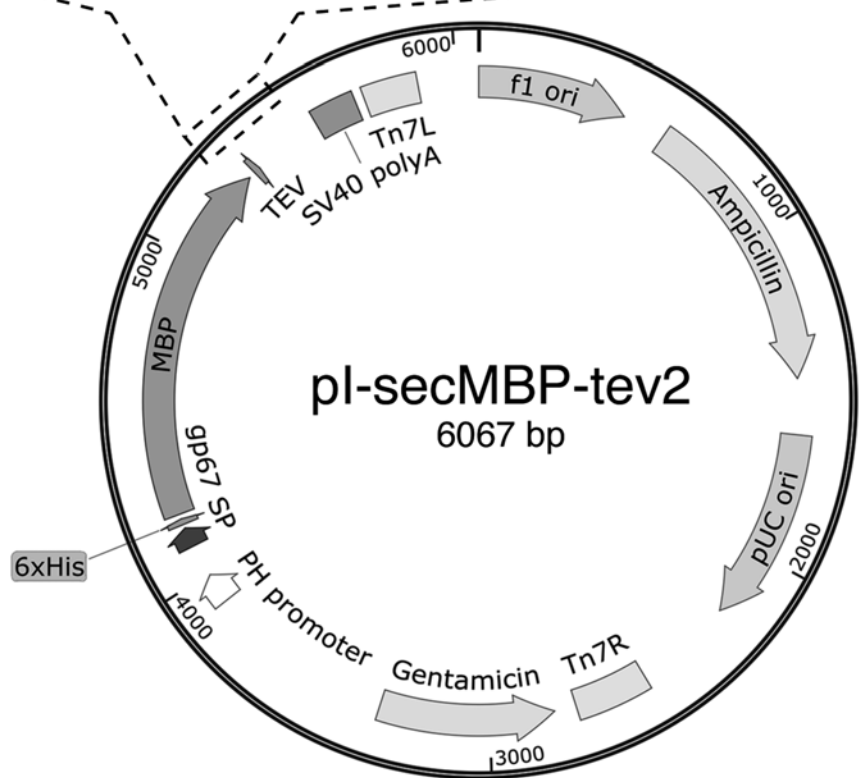 6000
f1 ori
Tn7L
SV40 polyA
TEV
1000
Ampicillin
5000
MBP
pI-secMBP-tev2
6067 bp
gp67 SP
pUC ori
2000
6xHis
PH promoter
4000
Gentamicin
Tn7R
3000